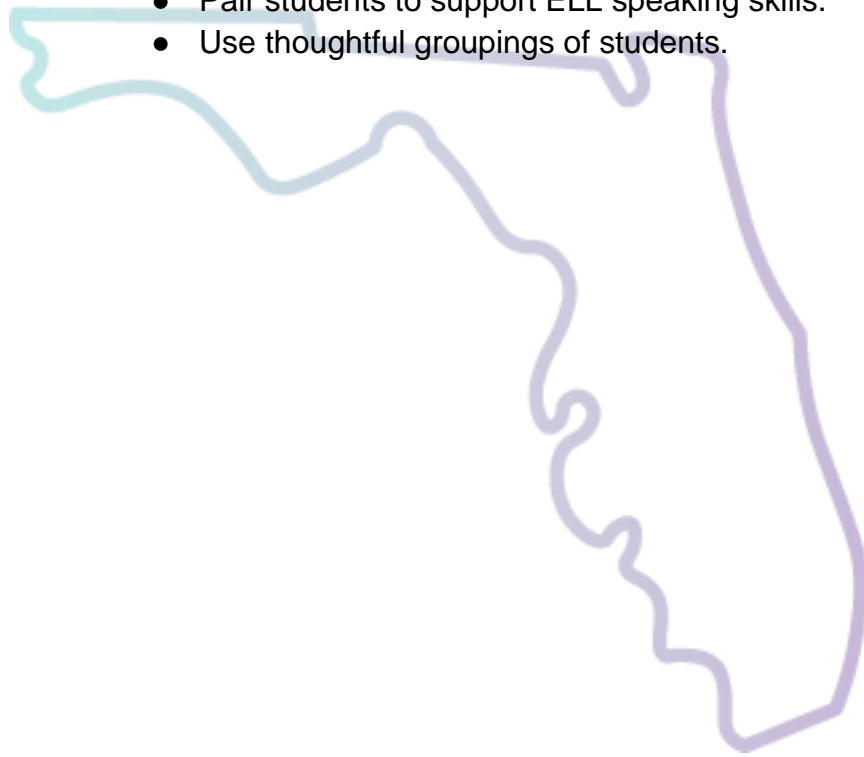 ● Pair students to support ELL speaking skills.
● Use thoughtful groupings of students.